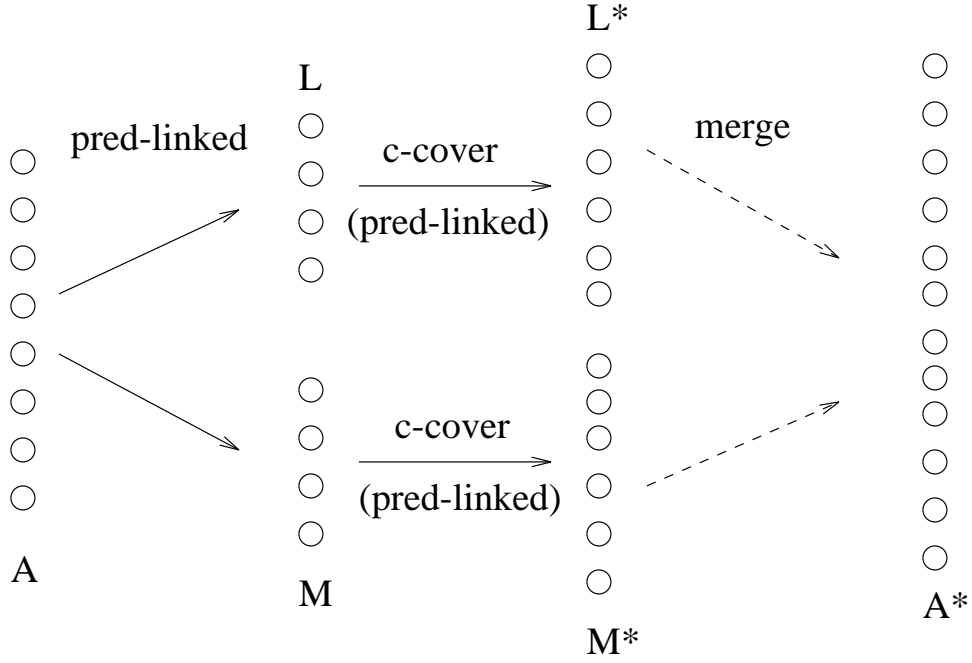 L*
L
merge
pred-linked
c-cover
(pred-linked)
c-cover
(pred-linked)
A
M
A*
M*